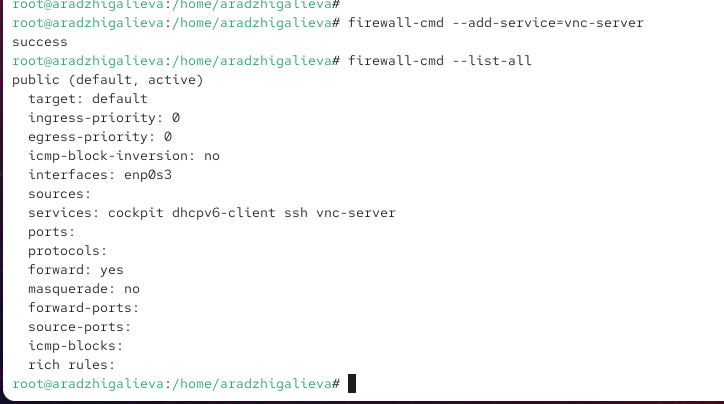 root@aradzhigalieva:/home/aradzhigalieva#
root@aradzhigalieva:/home/aradzhigalieva# firewall-cmd --add-service=vnc-server
success
root@aradzhigalieva:/home/aradzhigalieva# firewall-cmd --list-all
public (default, active)
  target: default
  ingress-priority: 0
  egress-priority: 0
  icmp-block-inversion: no
  interfaces: enp0s3
  sources:
  services: cockpit dhcpv6-client ssh vnc-server
  ports:
  protocols:
  forward: yes
  masquerade: no
  forward-ports:
  source-ports:
  icmp-blocks:
  rich rules:
root@aradzhigalieva:/home/aradzhigalieva#